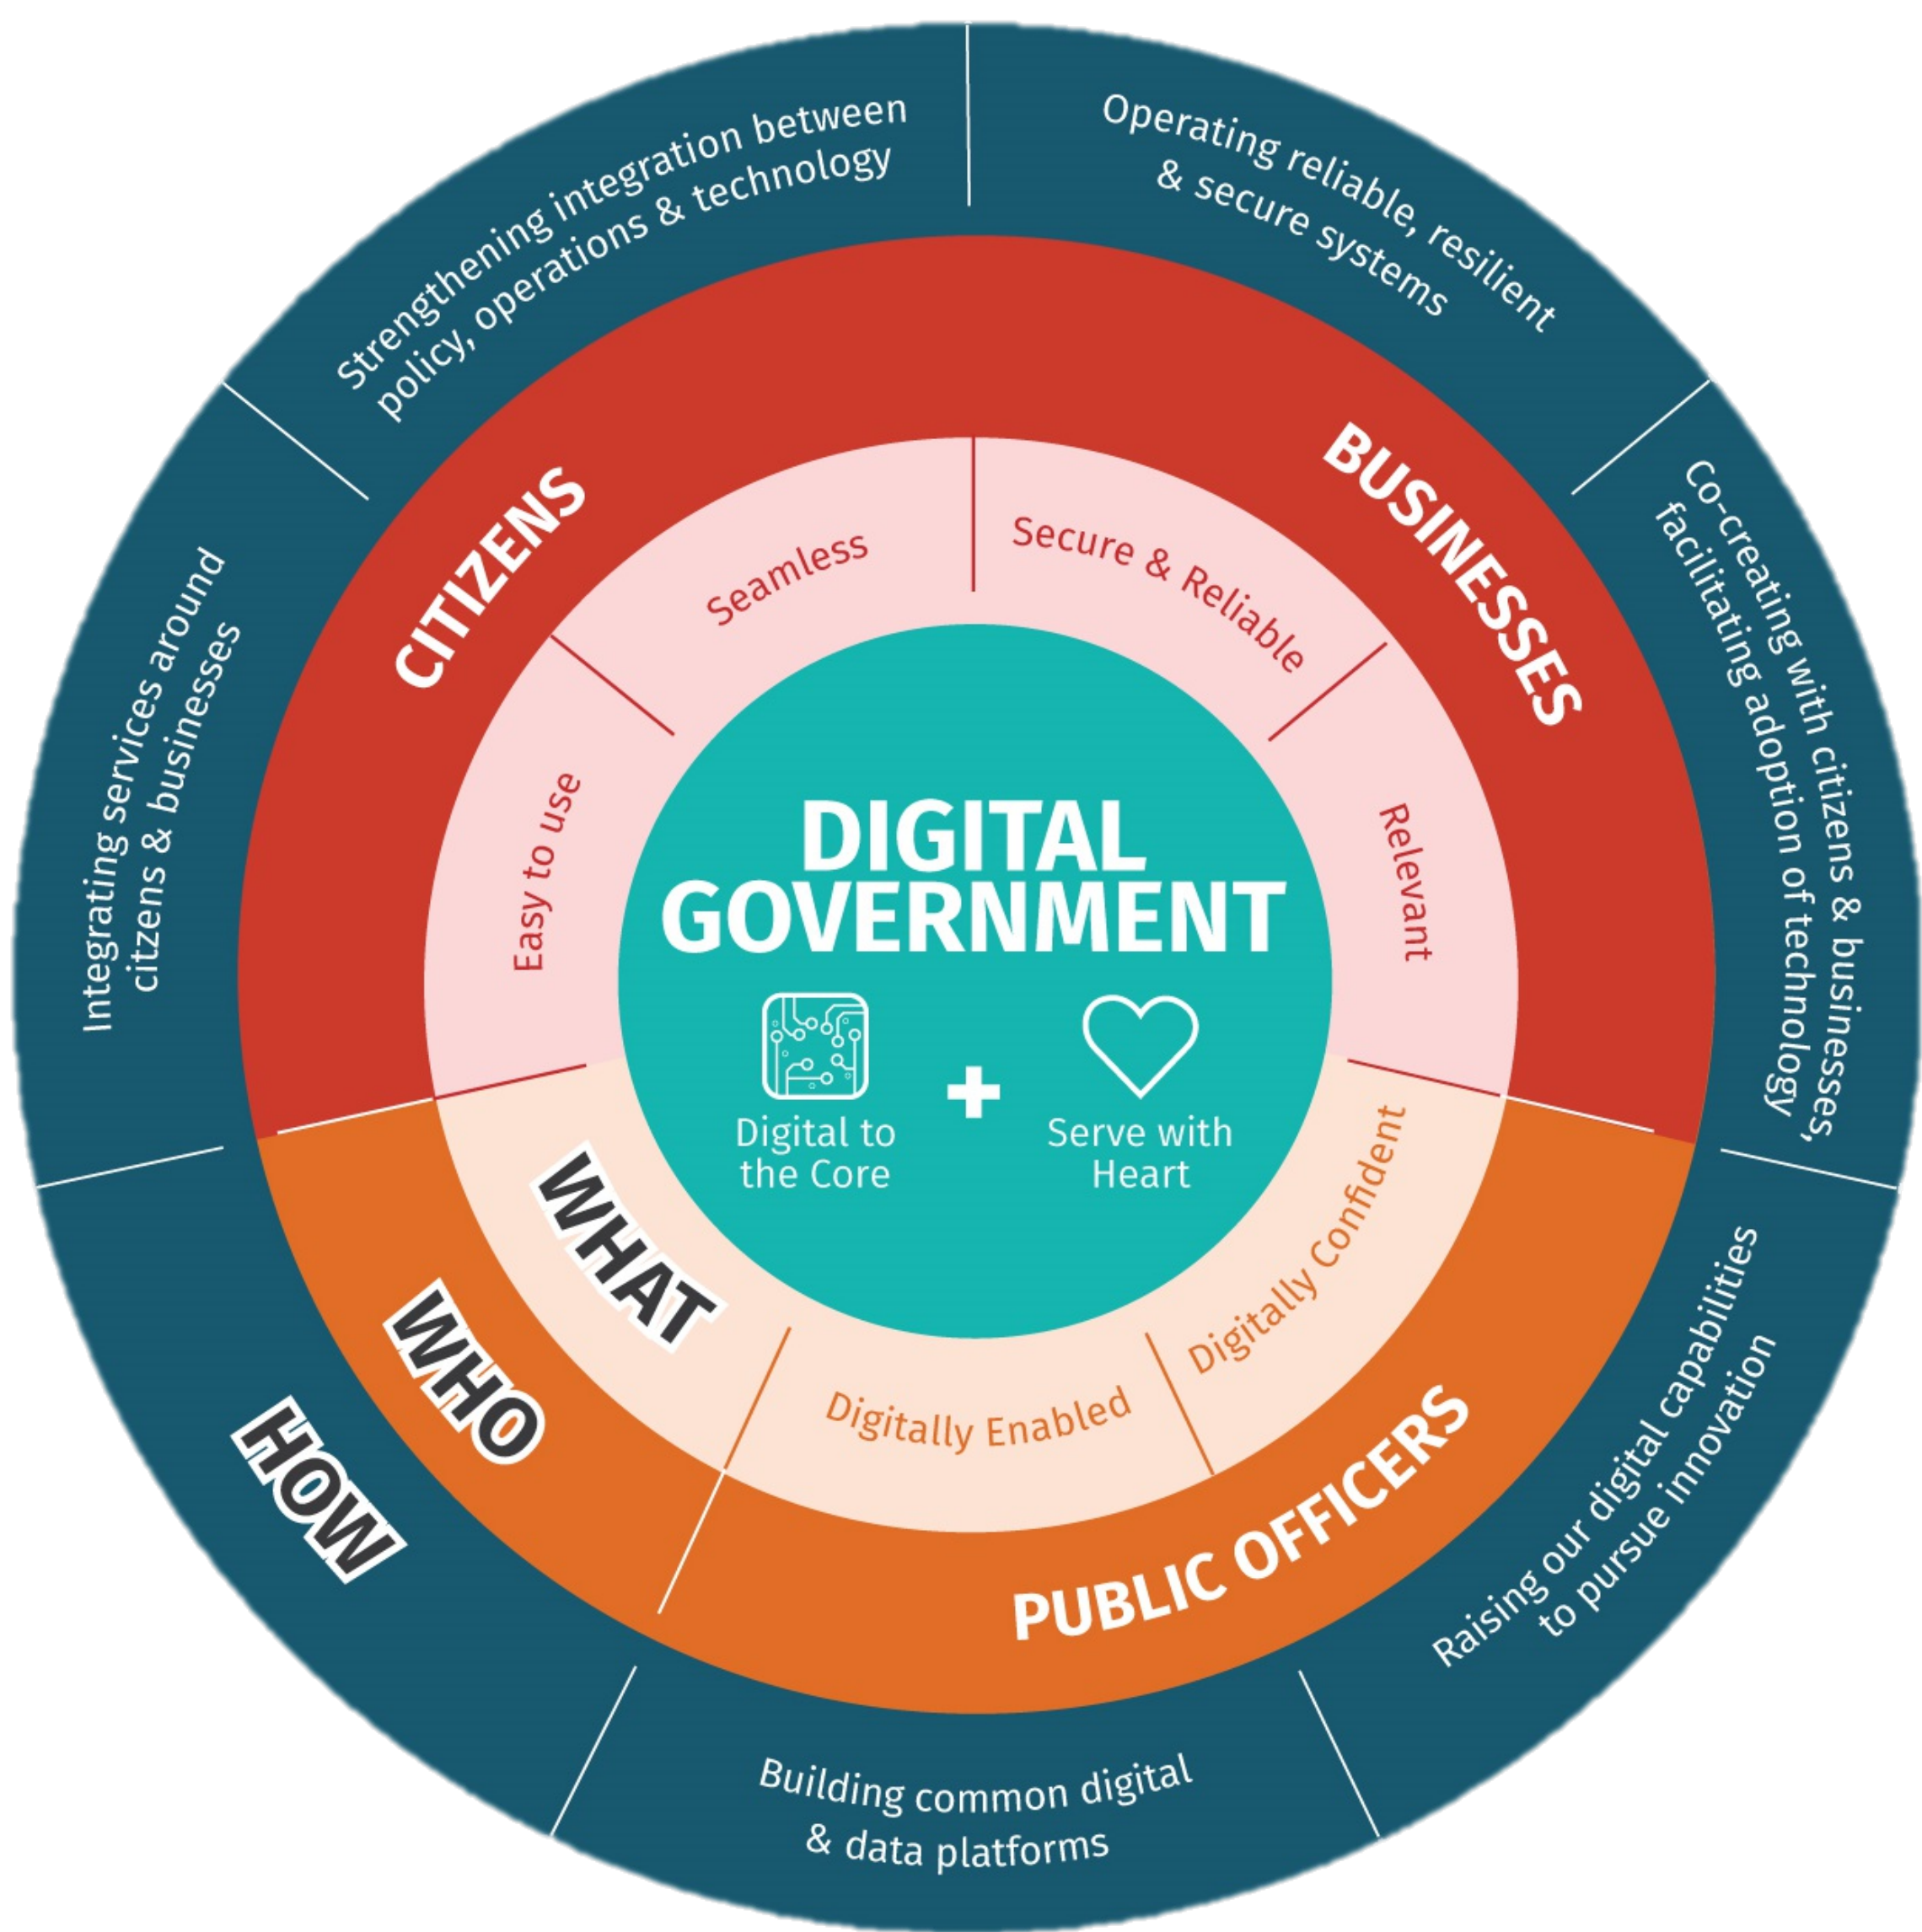 Strengthening integration between
policy, operations & technology
Operating reliable, resilient
& secure systems
Co-creating with citizens & businesses,
facilitating adoption of technology
Raising our digital capabilities
to pursue innovation
Building common digital
& data platforms
HOW
Integrating services around
citzens & businesses
CITIZENS
BUSINESSES
PUBLIC OFFICERS
WHO
Seamless
Secure & Reliable
Relevant
Digitally Confident
Digitally Enabled
WHAT
Easy to use
DIGITAL
GOVERNMENT
Digital to
the Core
+
Serve with
Heart